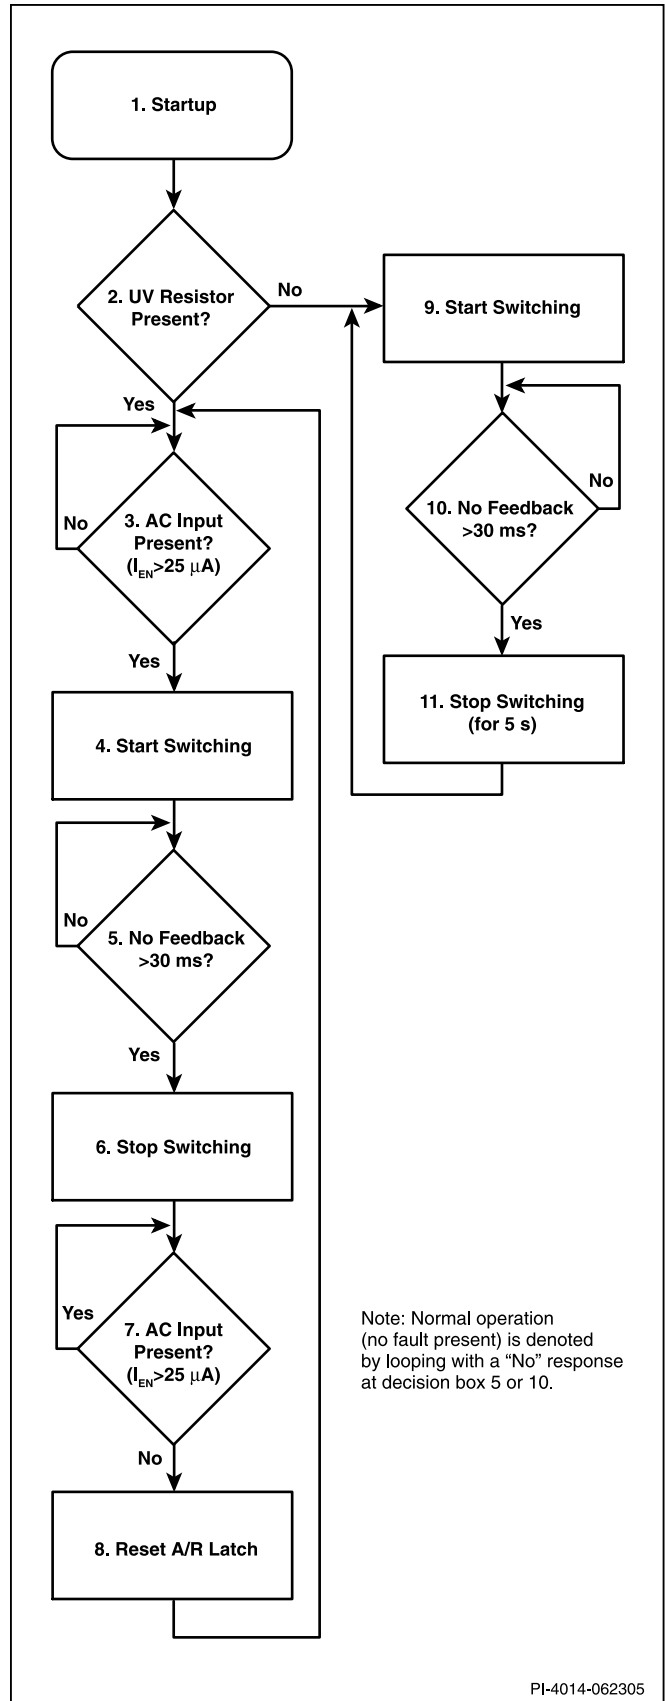 1. Startup
2. UV Resistor
Present?
No
9. Start Switching
Yes
No
3. AC Input
Present?
(I_EN>25 μA)
Yes
10. No Feedback
>30 ms?
No
Yes
11. Stop Switching
(for 5 s)
4. Start Switching
No
5. No Feedback
>30 ms?
Yes
6. Stop Switching
Yes
7. AC Input
Present?
(I_EN>25 μA)
No
8. Reset A/R Latch
Note: Normal operation
(no fault present) is denoted
by looping with a “No” response
at decision box 5 or 10.
PI-4014-062305